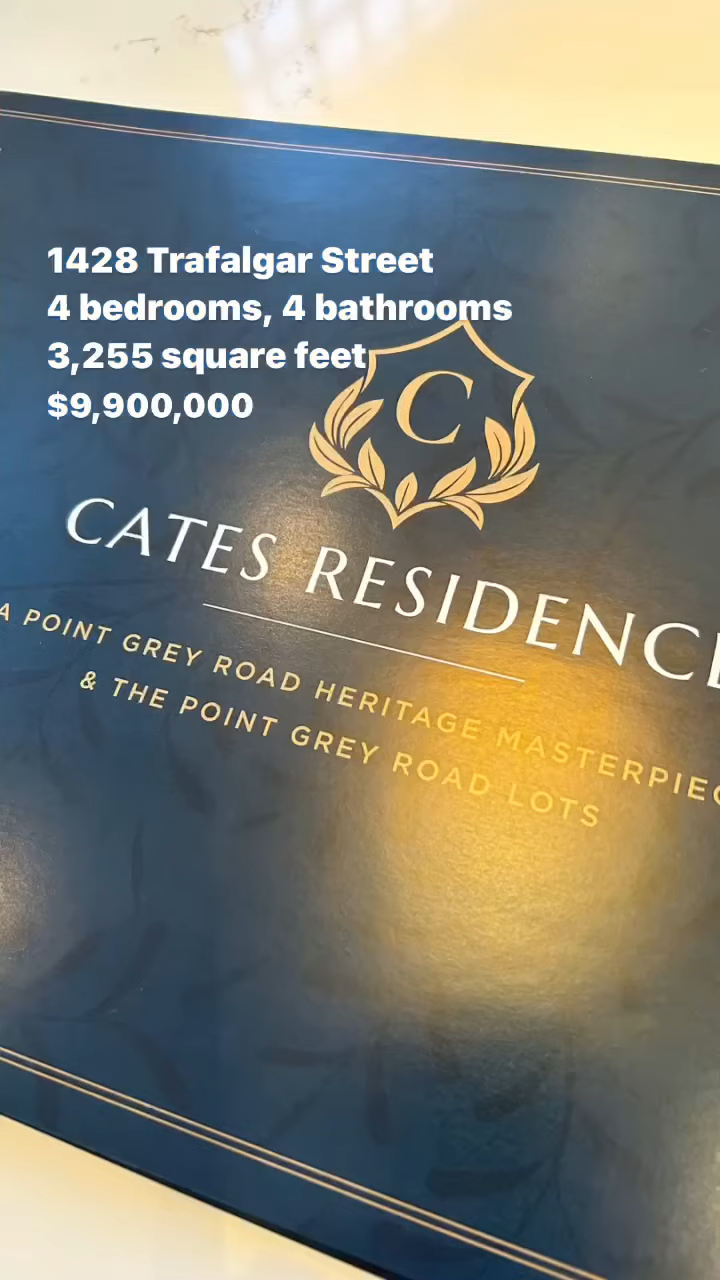 1428 Trafalgar Street
4 bedrooms, 4 bathrooms
3,255 square feet
$9,900,000
C
CATES RESIDENC
A POINT GREY ROAD HERITAGE MASTERPIEC
& THE POINT GREY ROAD LOTS